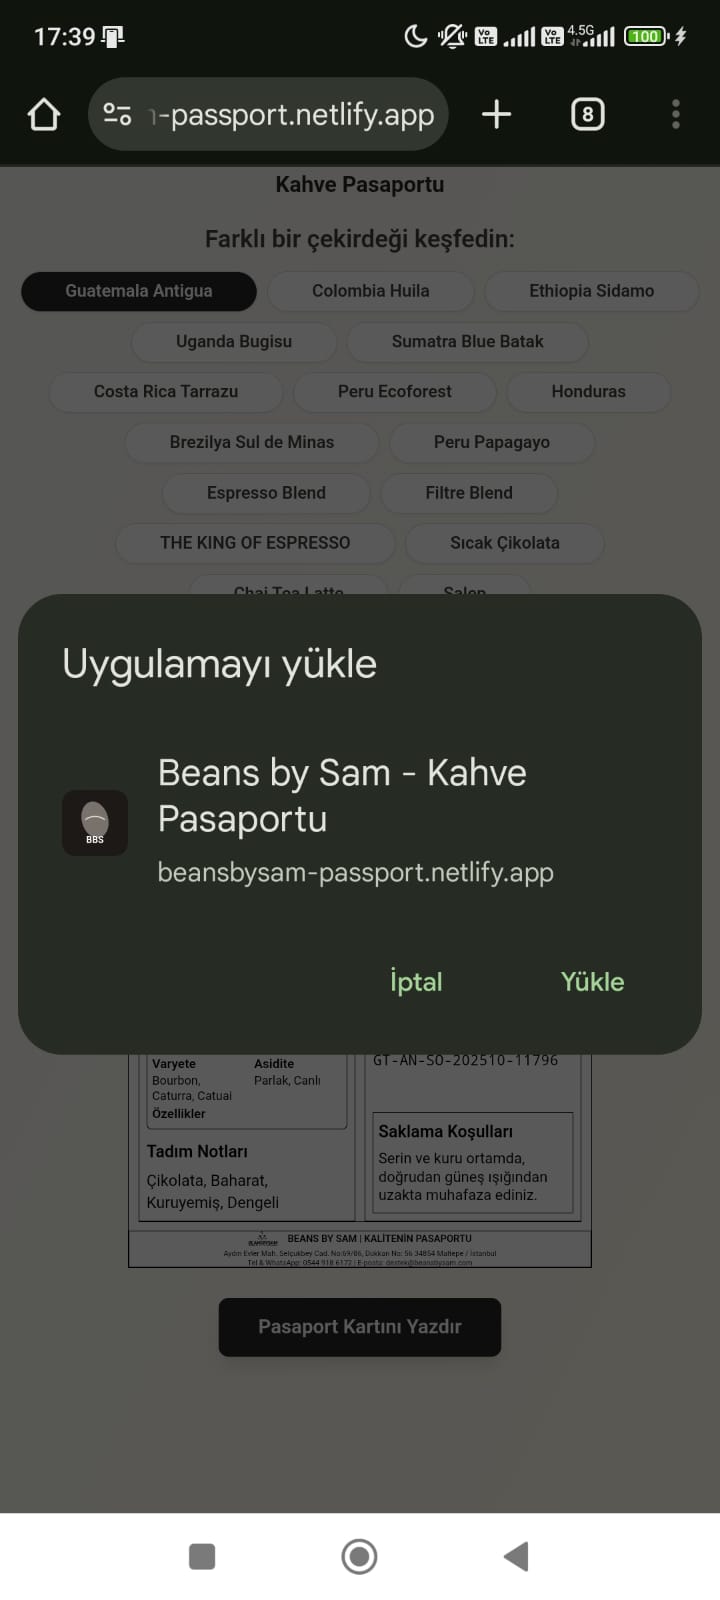 17:39
Vo LTE
Vo LTE
4.5G
100
-passport.netlify.app
8
Kahve Pasaportu
Farklı bir çekirdeği keşfedin:
Guatemala Antigua
Colombia Huila
Ethiopia Sidamo
Uganda Bugisu
Sumatra Blue Batak
Costa Rica Tarrazu
Peru Ecoforest
Honduras
Brezilya Sul de Minas
Peru Papagayo
Espresso Blend
Filtre Blend
THE KING OF ESPRESSO
Sıcak Çikolata
Chai Tea Latte
Salep
Uygulamayı yükle
BBS
Beans by Sam - Kahve
Pasaportu
beansbysam-passport.netlify.app
İptal
Yükle
Varyete
Bourbon,
Caturra, Catuai
Asidite
Parlak, Canlı
Özellikler
Tadım Notları
Çikolata, Baharat,
Kuruyemiş, Dengeli
GT-AN-SO-202510-11796
Saklama Koşulları
Serin ve kuru ortamda,
doğrudan güneş ışığından
uzakta muhafaza ediniz.
BEANS BY SAM | KALİTENİN PASAPORTU
Aydın Evler Mah. Selçukbey Cad. No:69/86, Dükkan No: 56 34854 Maltepe / İstanbul
Tel & WhatsApp: 0544 918 6172 | E-posta: destek@beansbysam.com
Pasaport Kartını Yazdır